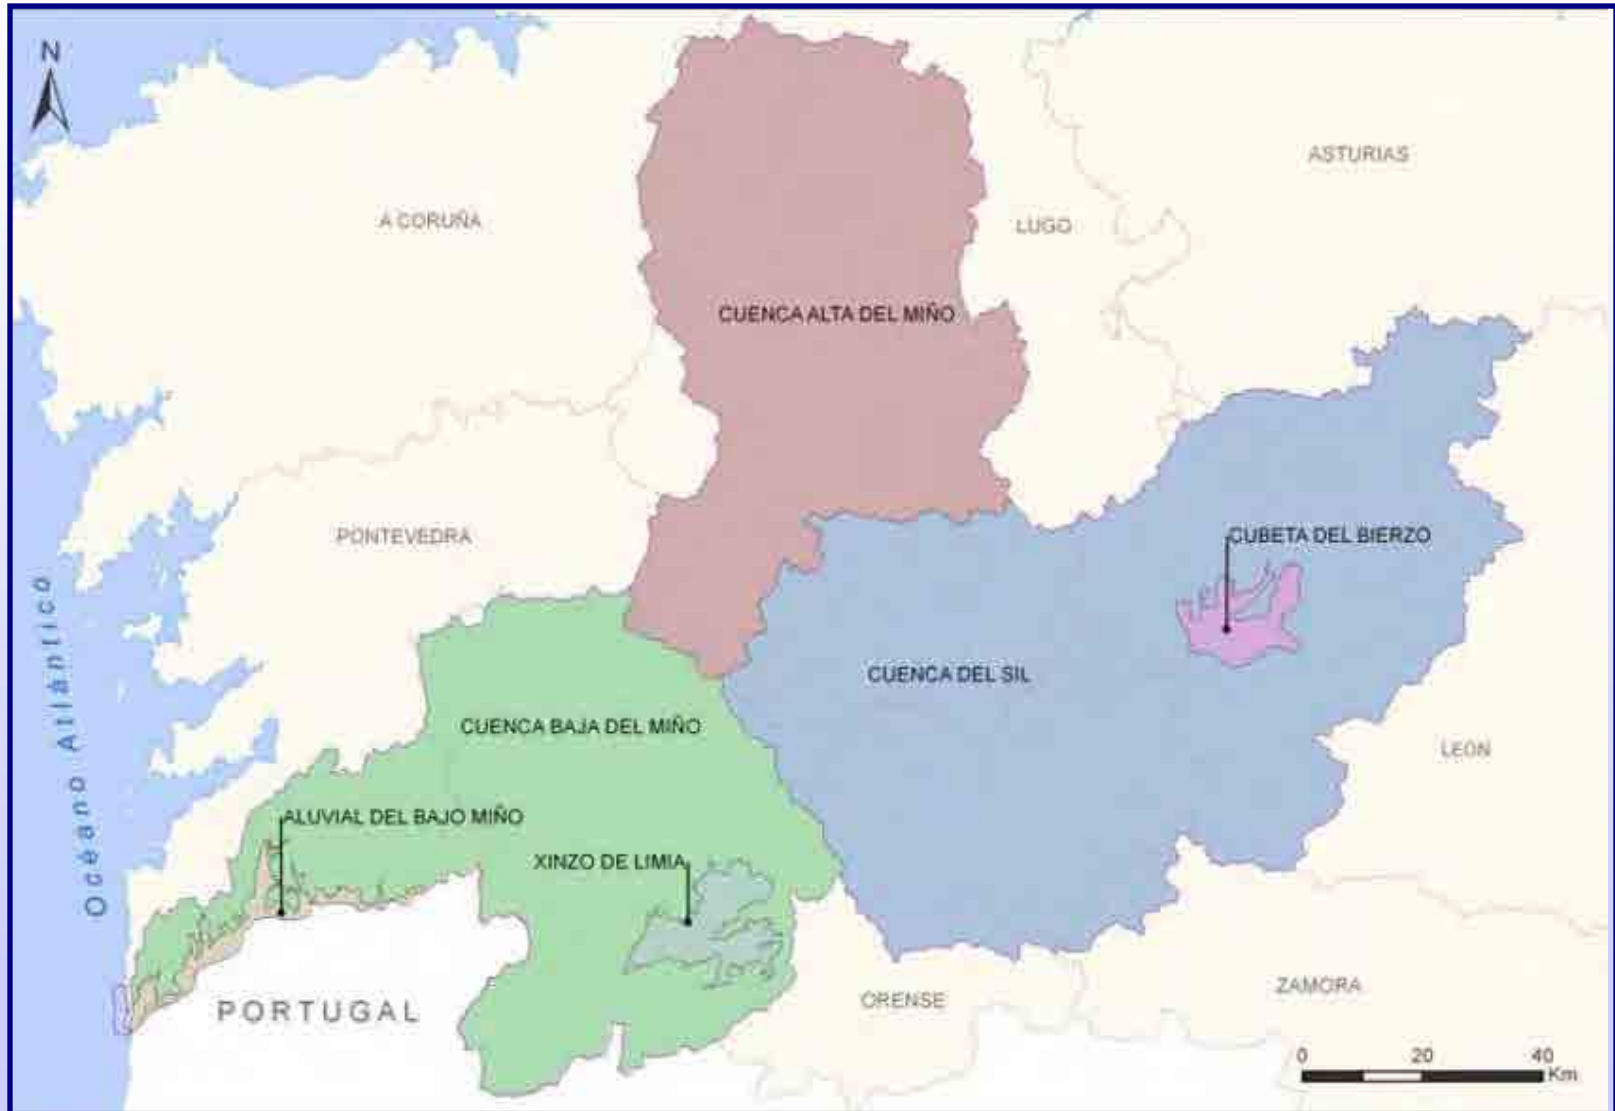 N
ASTURIAS
A CORUÑA
LUGO
CUENCA ALTA DEL MIÑO
PONTEVEDRA
CUBETA DEL BIERZO
CUENCA DEL SIL
CUENCA BAJA DEL MIÑO
LEÓN
Océano Atlántico
ALUVIAL DEL BAJO MIÑO
XINZO DE LIMIA
ZAMORA
ORENSE
PORTUGAL
0 20 40
Km